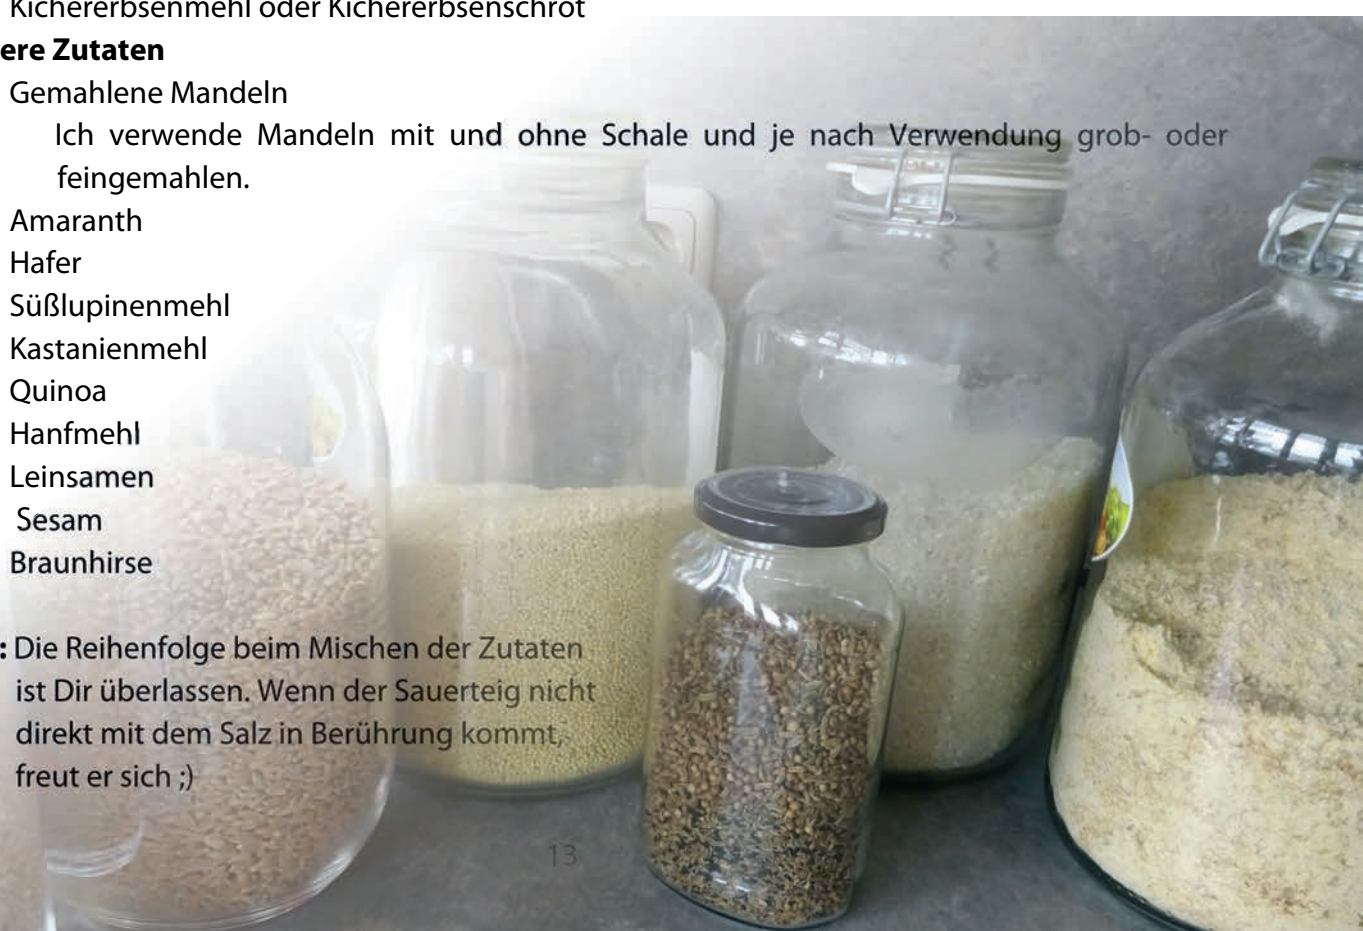 Kichererbsenmehl oder Kichererbsenschrot
ere Zutaten
Gemahlene Mandeln
Ich verwende Mandeln mit und ohne Schale und je nach Verwendung grob- oder
feingemahlen.
Amaranth
Hafer
Süßlupinenmehl
Kastanienmehl
Quinoa
Hanfmehl
Leinsamen
Sesam
Braunhirse
: Die Reihenfolge beim Mischen der Zutaten
ist Dir überlassen. Wenn der Sauerteig nicht
direkt mit dem Salz in Berührung kommt,
freut er sich ;)
13